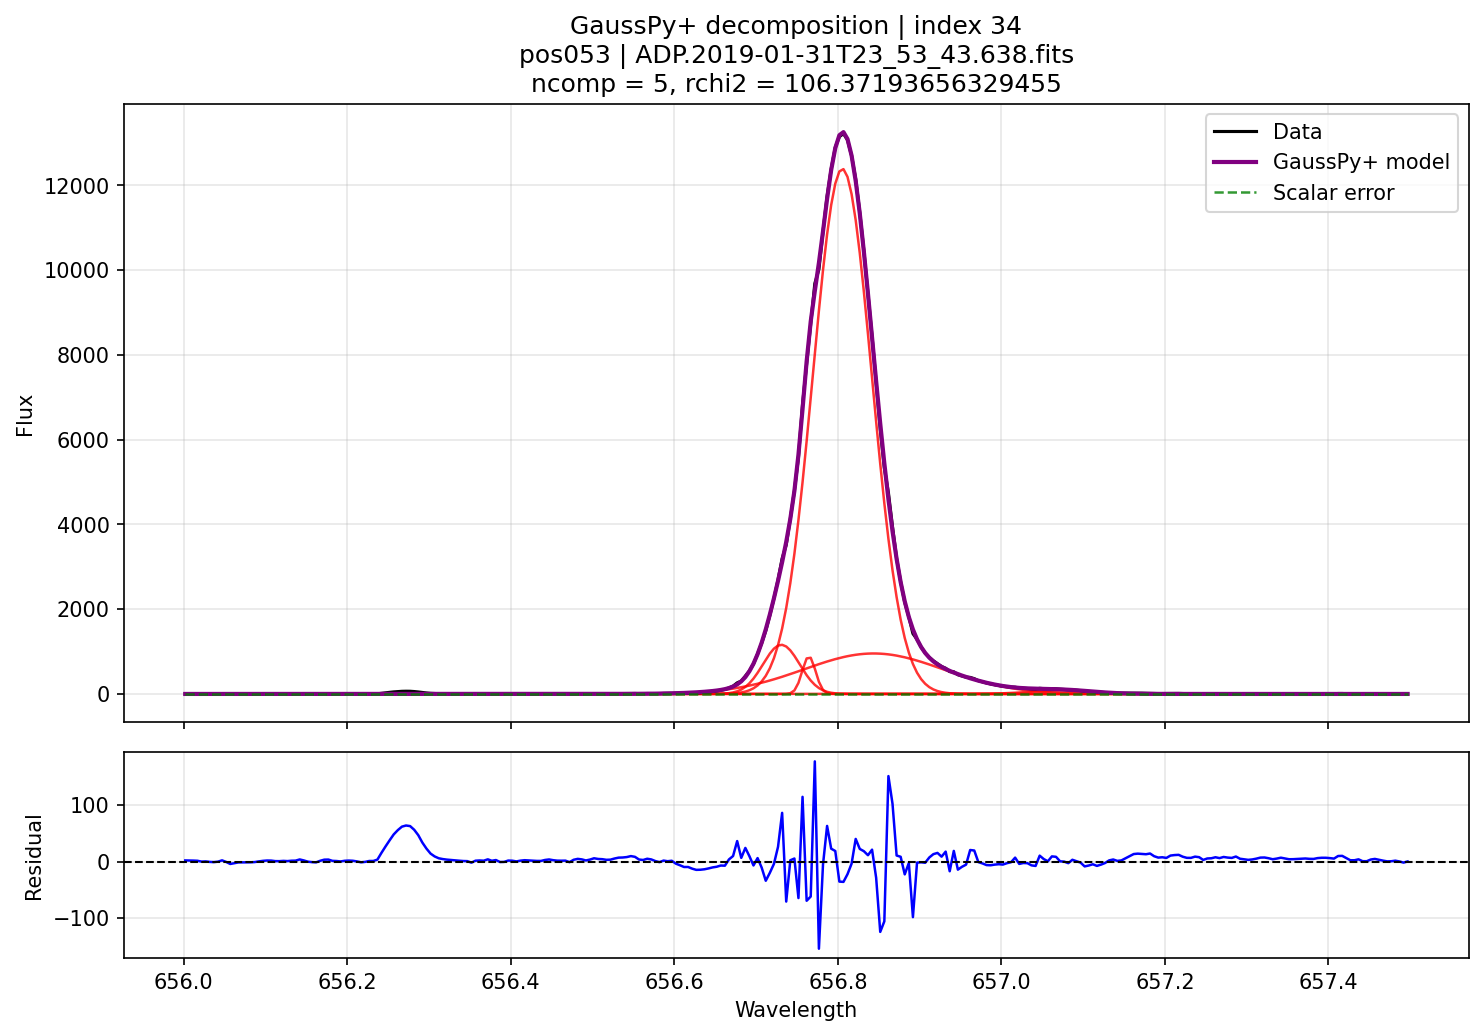 GaussPy+ decomposition | index 34
pos053 | ADP.2019-01-31T23_53_43.638.fits
ncomp = 5, rchi2 = 106.37193656329455
Data
GaussPy+ model
Scalar error
Flux
12000
10000
8000
6000
4000
2000
0
Residual
100
0
−100
656.0 656.2 656.4 656.6 656.8 657.0 657.2 657.4
Wavelength